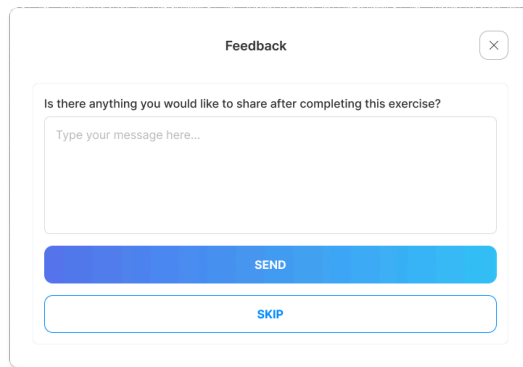 Feedback
Is there anything you would like to share after completing this exercise?
Type your message here...
SEND
SKIP